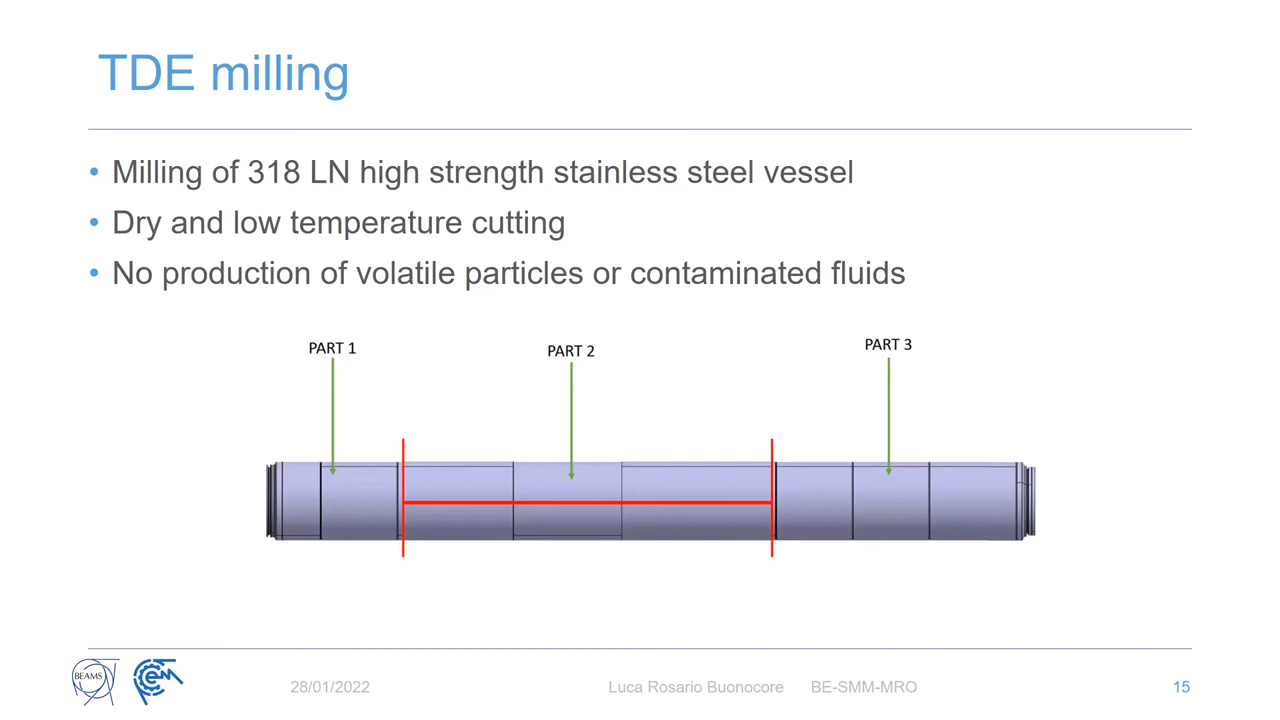 TDE milling
• Milling of 318 LN high strength stainless steel vessel
• Dry and low temperature cutting
• No production of volatile particles or contaminated fluids
PART 1
PART 2
PART 3
BEAMS
28/01/2022
Luca Rosario Buonocore BE-SMM-MRO
15